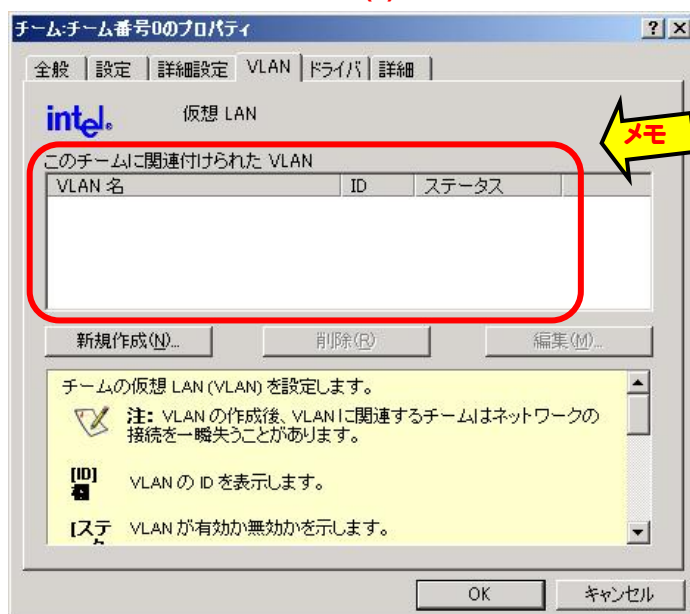 チーム:チーム番号0のプロパティ
全般 設定 詳細設定 VLAN ドライバ 詳細
intel. 仮想 LAN
メモ
このチームに関連付けられた VLAN
VLAN 名 ID ステータス
新規作成(N)... 削除(R) 編集(M)...
チームの仮想 LAN (VLAN) を設定します。
注: VLAN の作成後、VLAN に関連するチームはネットワークの
接続を一瞬失うことがあります。
[ID] VLAN の ID を表示します。
[ステ VLAN が有効か無効かを示します。
OK キャンセル